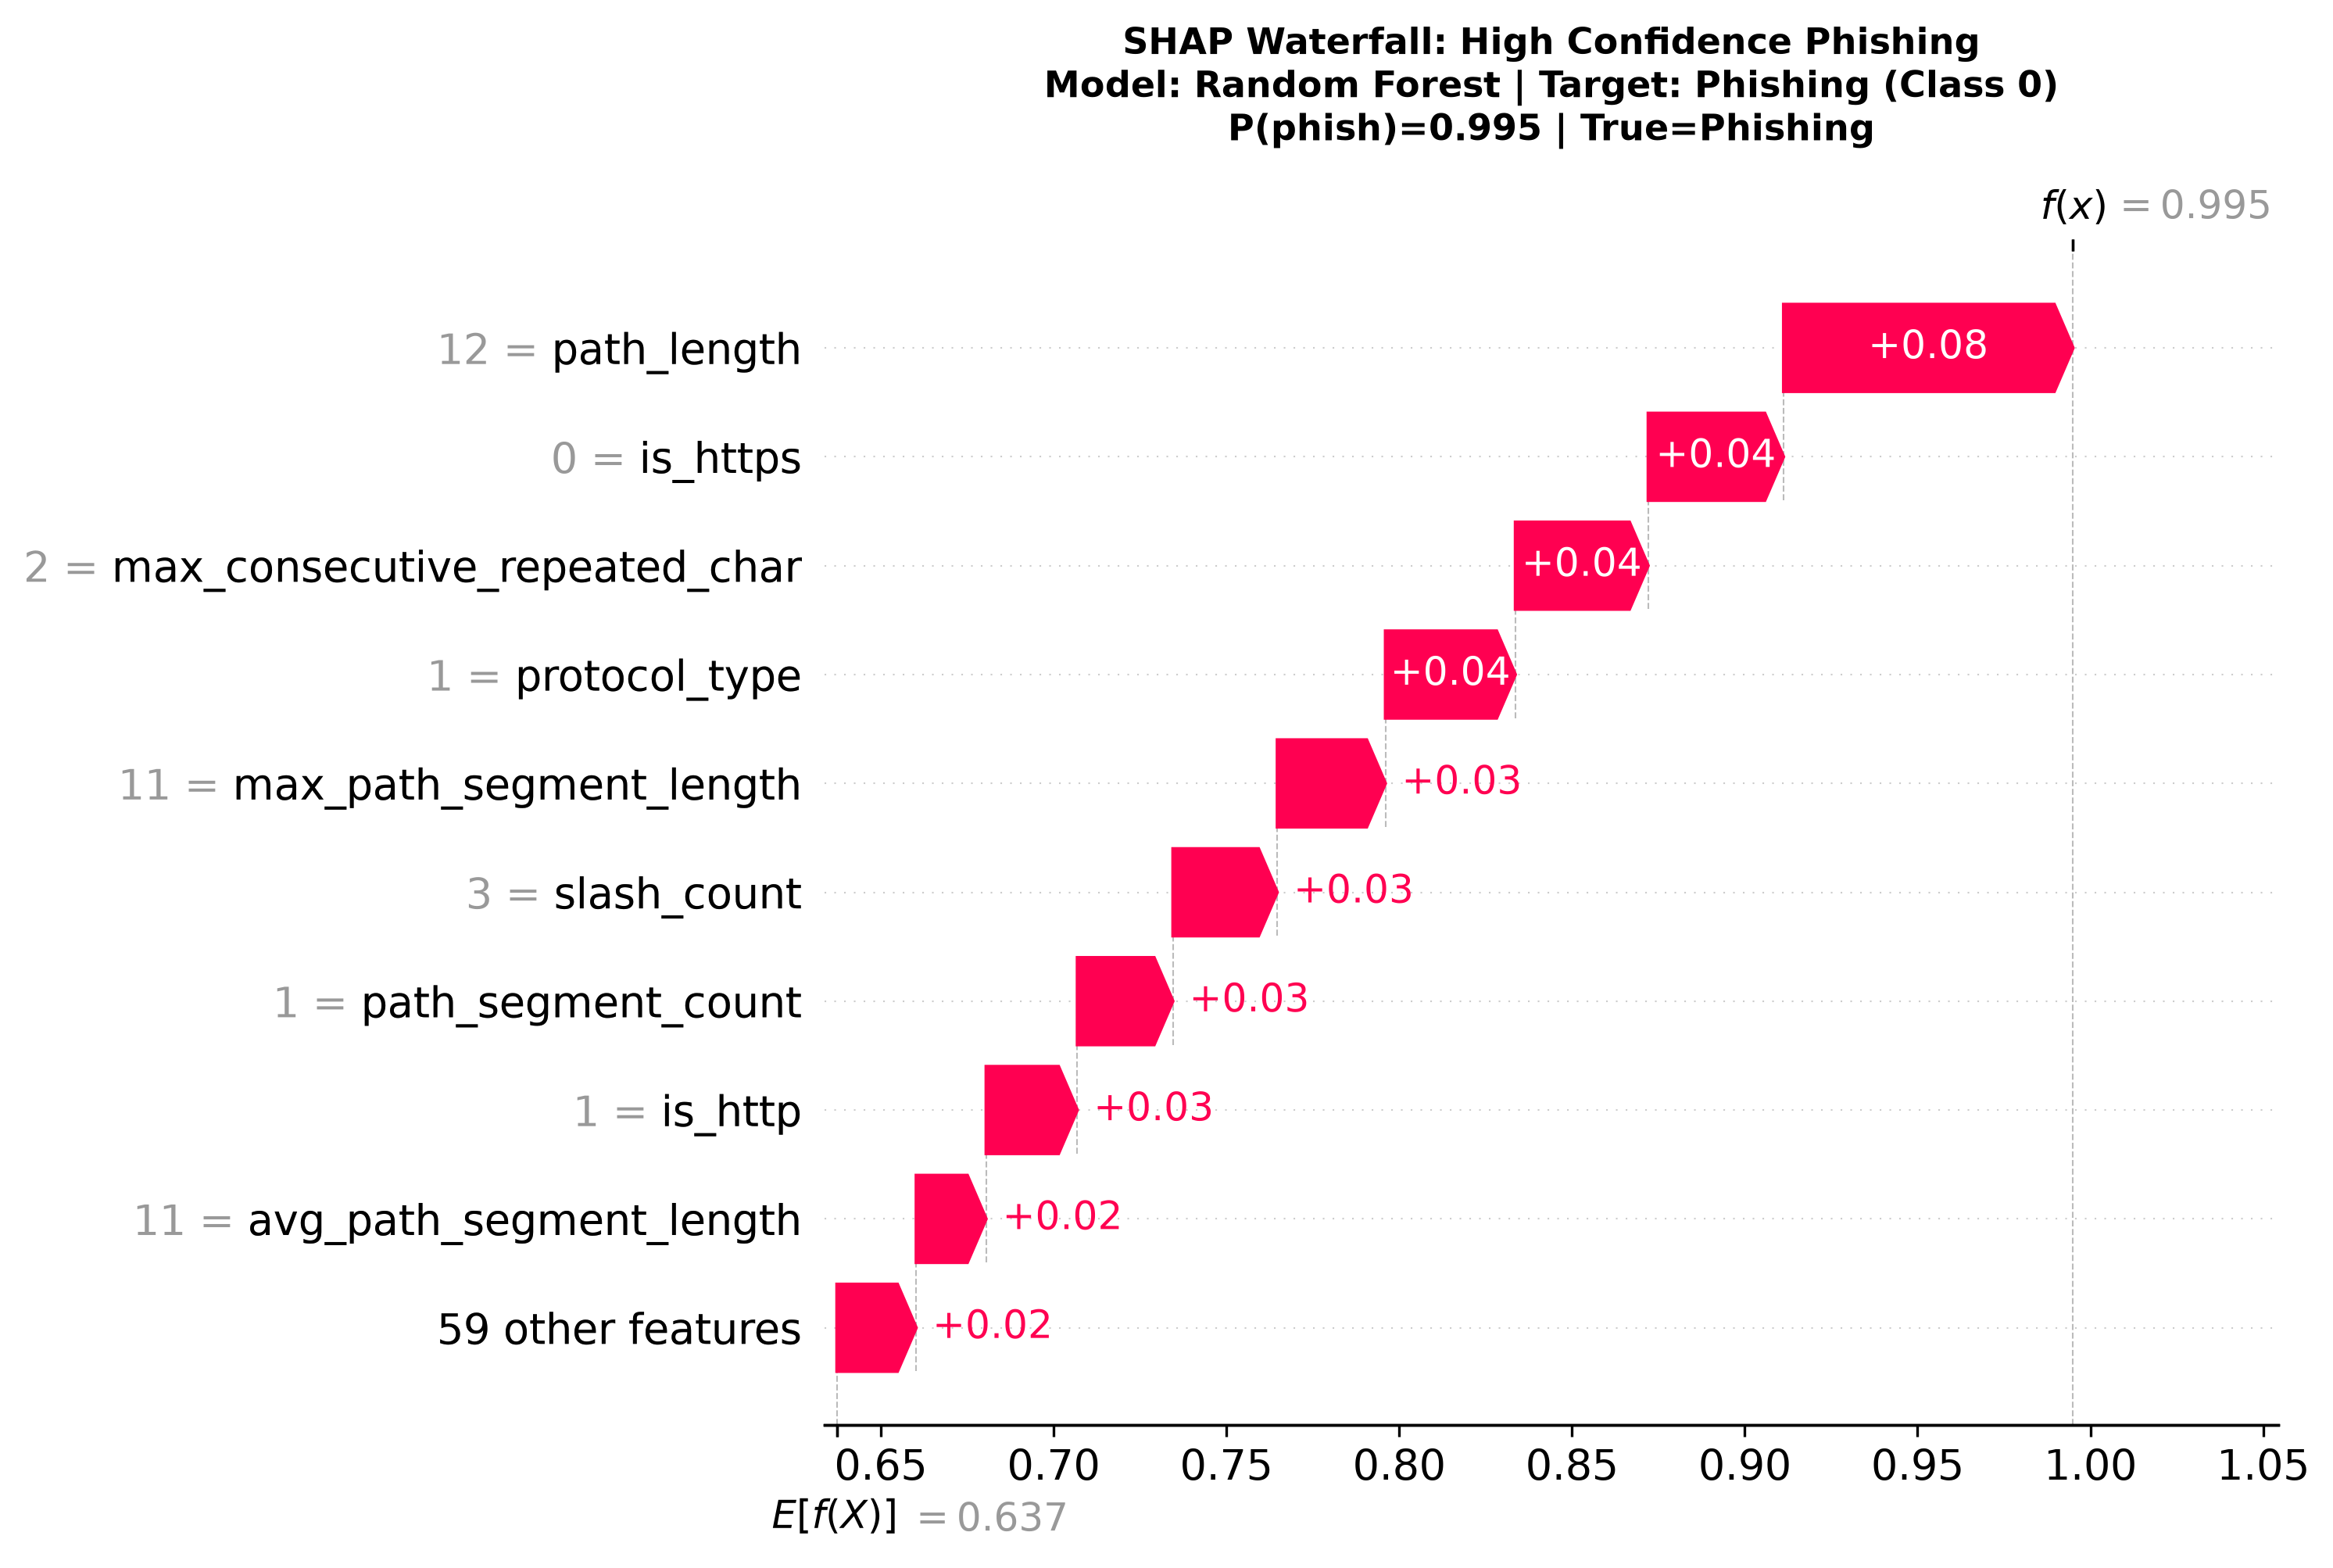 SHAP Waterfall: High Confidence Phishing
Model: Random Forest | Target: Phishing (Class 0)
P(phish)=0.995 | True=Phishing
f(x) = 0.995
12 = path_length +0.08
0 = is_https +0.04
2 = max_consecutive_repeated_char +0.04
1 = protocol_type +0.04
11 = max_path_segment_length +0.03
3 = slash_count +0.03
1 = path_segment_count +0.03
1 = is_http +0.03
11 = avg_path_segment_length +0.02
59 other features +0.02
0.65 0.70 0.75 0.80 0.85 0.90 0.95 1.00 1.05
E[f(X)] = 0.637